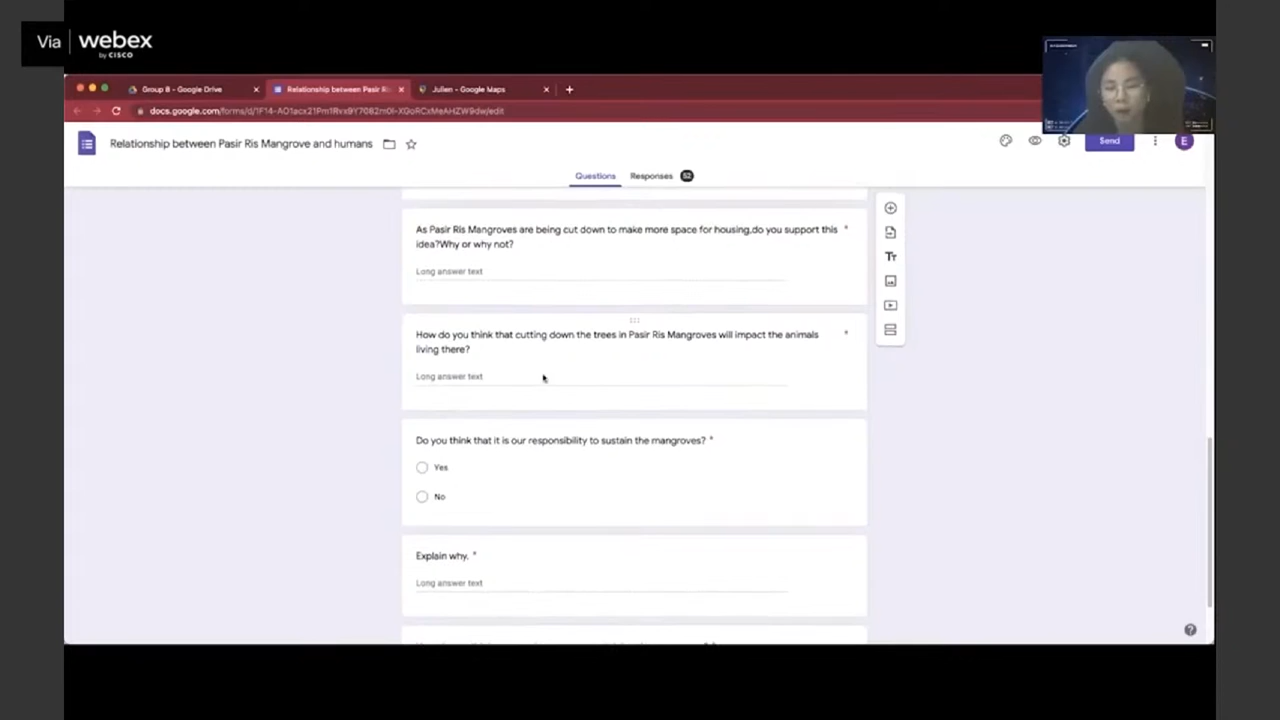 Via webex
by CISCO
Group 8 - Google Drive
Relationship between Pasir Ri
Julien - Google Maps
Relationship between Pasir Ris Mangrove and humans
Send
E
Questions Responses 52
As Pasir Ris Mangroves are being cut down to make more space for housing,do you support this
idea?Why or why not?
*
Long answer text
How do you think that cutting down the trees in Pasir Ris Mangroves will impact the animals
living there?
*
Long answer text
Do you think that it is our responsibility to sustain the mangroves? *
Yes
No
Explain why. *
Long answer text